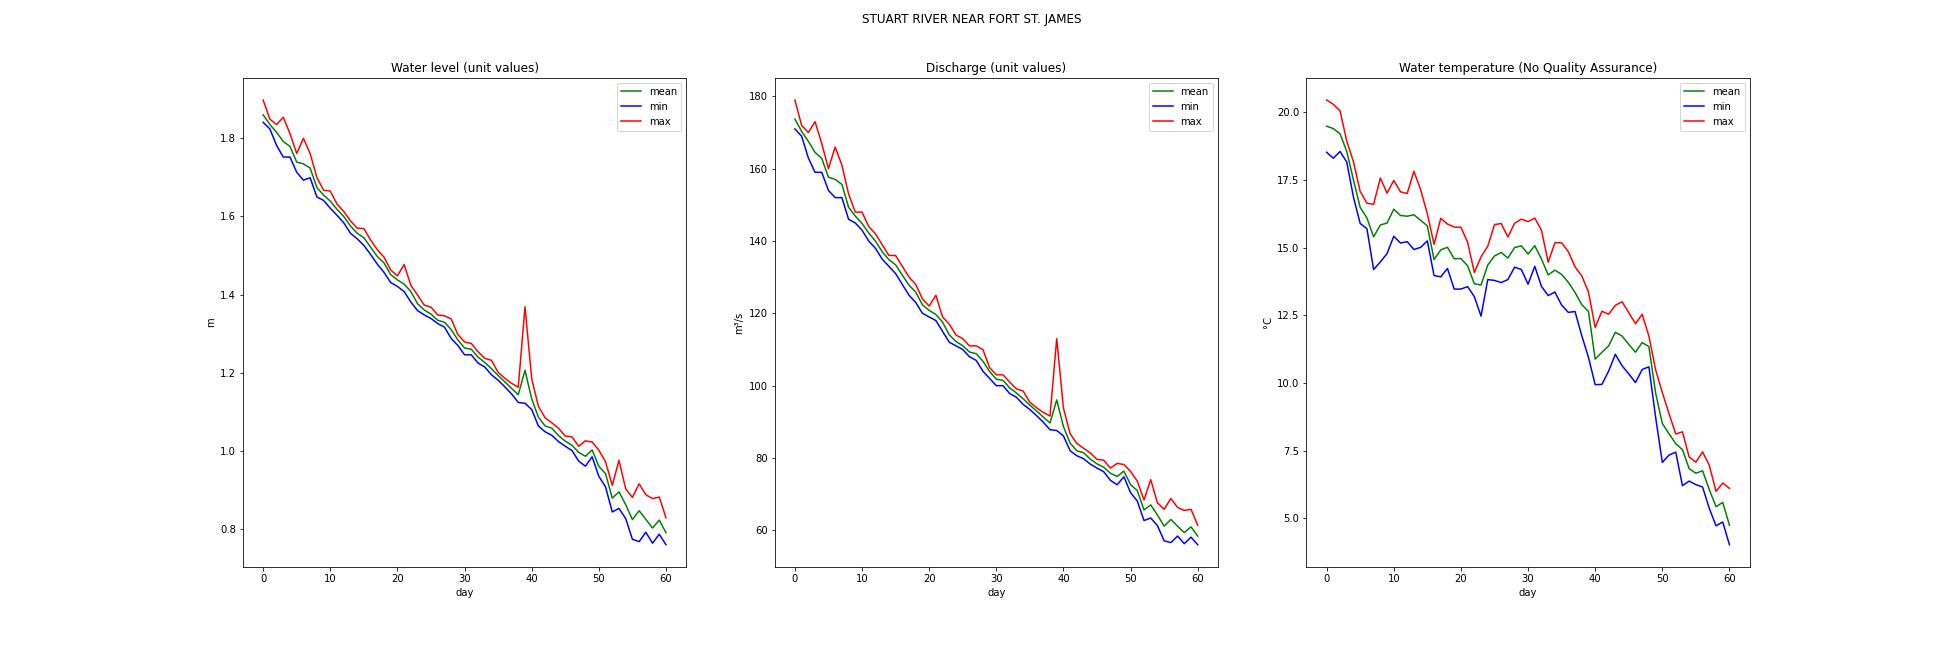 STUART RIVER NEAR FORT ST. JAMES
Water level (unit values)
mean
min
max
1.8
1.6
1.4
1.2
1.0
0.8
m
0 10 20 30 40 50 60
day
Discharge (unit values)
mean
min
max
180
160
140
120
100
80
60
m³/s
0 10 20 30 40 50 60
day
Water temperature (No Quality Assurance)
mean
min
max
20.0
17.5
15.0
12.5
10.0
7.5
5.0
°C
0 10 20 30 40 50 60
day